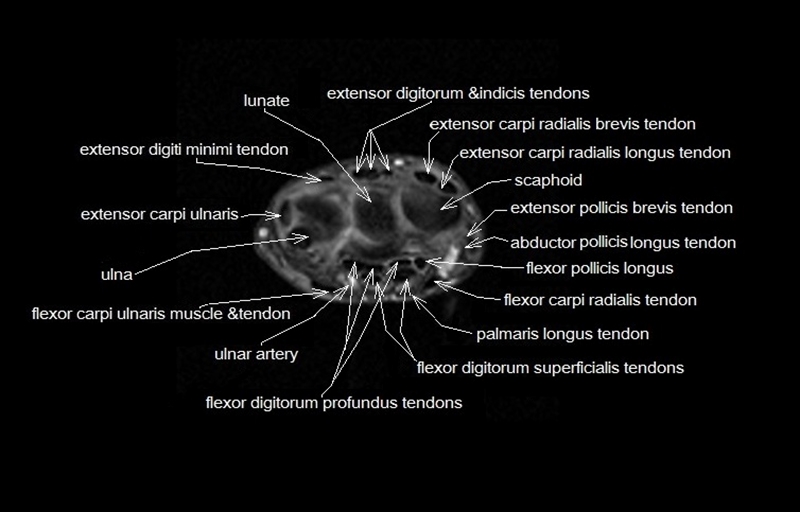 extensor digitorum &indicis tendons
lunate
extensor carpi radialis brevis tendon
extensor digiti minimi tendon
extensor carpi radialis longus tendon
scaphoid
extensor carpi ulnaris
extensor pollicis brevis tendon
abductor pollicis longus tendon
ulna
flexor pollicis longus
flexor carpi radialis tendon
flexor carpi ulnaris muscle &tendon
palmaris longus tendon
ulnar artery
flexor digitorum superficialis tendons
flexor digitorum profundus tendons